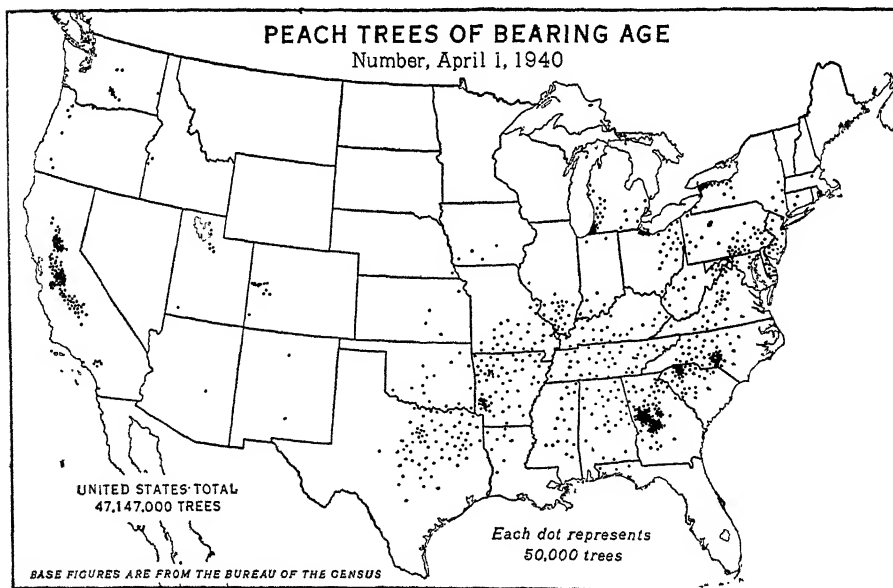 PEACH TREES OF BEARING AGE
Number, April 1, 1940
UNITED STATES TOTAL
47,147,000 TREES
Each dot represents
50,000 trees
BASE FIGURES ARE FROM THE BUREAU OF THE CENSUS